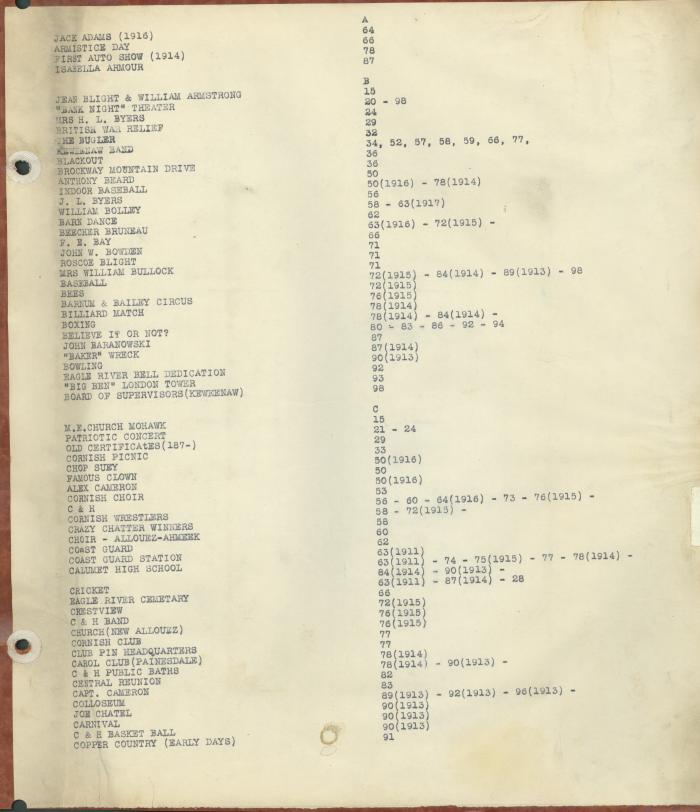 A
JACK ADAMS (1916) 64
ARMISTICE DAY 66
FIRST AUTO SHOW (1914) 78
ISABELLA ARMOUR 87
B
JEAN BLIGHT & WILLIAM ARMSTRONG 15
"BANK NIGHT" THEATER 20 - 98
MRS H. L. BYERS 24
BRITISH WAR RELIEF 29
THE BUGLER 32
KEWEENAW BAND 34, 52, 57, 58, 59, 66, 77,
BLACKOUT 36
BROCKWAY MOUNTAIN DRIVE 36
ANTHONY BEARD 50
INDOOR BASEBALL 50(1916) - 78(1914)
J. L. BYERS 56
WILLIAM BOLLEY 58 - 63(1917)
BARN DANCE 62
BEECHER BRUNEAU 63(1916) - 72(1915) -
F. E. BAY 66
JOHN W. BOWDEN 71
ROSCOE BLIGHT 71
MRS WILLIAM BULLOCK 71
BASEBALL 72(1915) - 84(1914) - 89(1913) - 98
BEES 72(1915)
BARNUM & BAILEY CIRCUS 76(1915)
BILLIARD MATCH 78(1914)
BOXING 78(1914) - 84(1914) -
BELIEVE IT OR NOT? 80 - 83 - 86 - 92 - 94
JOHN BARANOWSKI 87
"BAKER" WRECK 87(1914)
BOWLING 90(1913)
EAGLE RIVER BELL DEDICATION 92
"BIG BEN" LONDON TOWER 93
BOARD OF SUPERVISORS(KEWKENAW) 98
C
M.E.CHURCH MOHAWK 15
PATRIOTIC CONCERT 21 - 24
OLD CERTIFICAtES(187-) 29
CORNISH PICNIC 33
CHOP SUEY 50(1916)
FAMOUS CLOWN 50
ALEX CAMERON 50(1916)
CORNISH CHOIR 53
C & H 56 - 60 - 64(1916) - 73 - 76(1915) -
CORNISH WRESTLERS 58 - 72(1915) -
CRAZY CHATTER WINNERS 58
CHOIR - ALLOUEZ-AHMEEK 60
COAST GUARD 62
COAST GUARD STATION 63(1911)
CALUMET HIGH SCHOOL 63(1911) - 74 - 75(1915) - 77 - 78(1914) -
84(1914) - 90(1913) -
CRICKET 63(1911) - 87(1914) - 28
EAGLE RIVER CEMETARY 66
CRESTVIEW 72(1915)
C & H BAND 76(1915)
CHURCH(NEW ALLOUEZ) 76(1915)
CORNISH CLUB 77
CLUB PIN HEADQUARTERS 77
CAROL CLUB(PAINESDALE) 78(1914)
C & H PUBLIC BATHS 78(1914) - 90(1913) -
CENTRAL REUNION 82
CAPT. CAMERON 83
COLLOSEUM 89(1913) - 92(1913) - 96(1913) -
JOE CHATEL 90(1913)
CARNIVAL 90(1913)
C & H BASKET BALL 90(1913)
COPPER COUNTRY (EARLY DAYS) 91